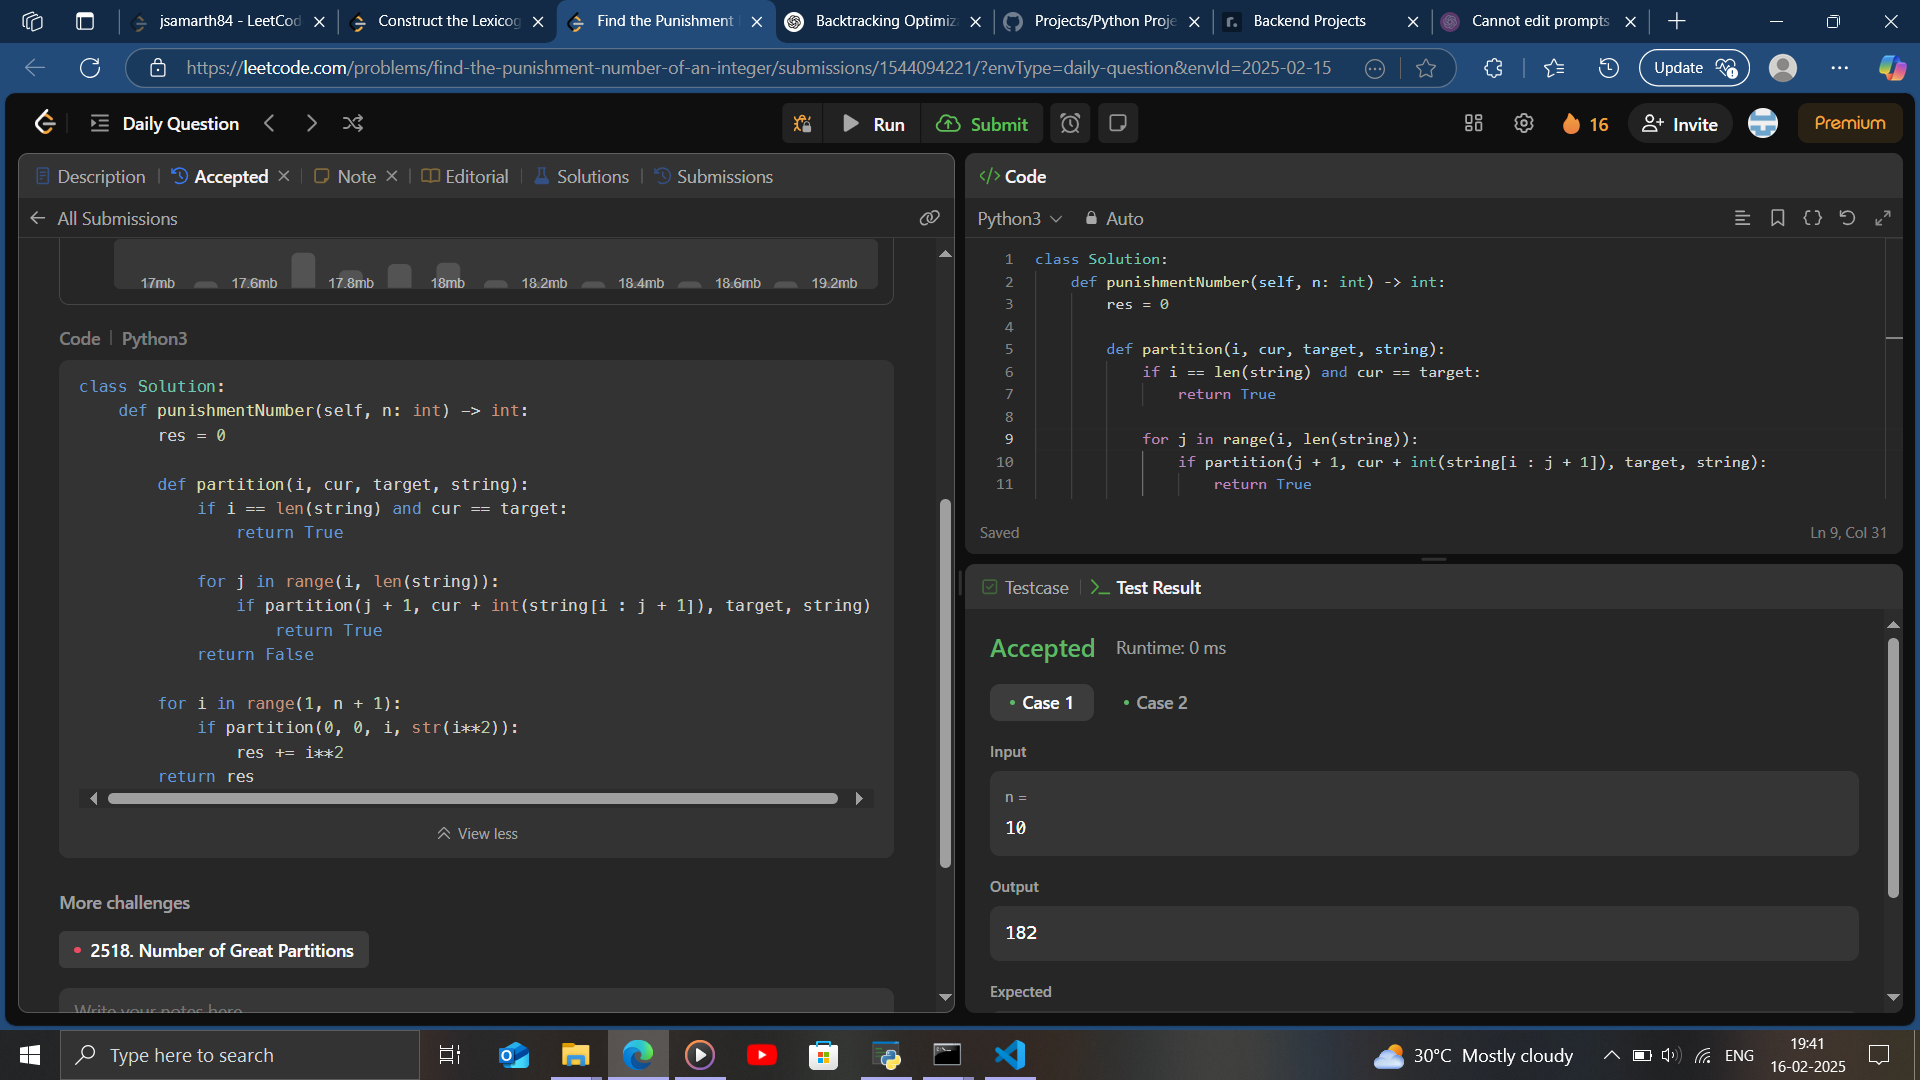 jsamarth84 - LeetCod
Construct the Lexicog
Find the Punishment
Backtracking Optimiz
Projects/Python Proje
Backend Projects
Cannot edit prompts
https://leetcode.com/problems/find-the-punishment-number-of-an-integer/submissions/1544094221/?envType=daily-question&envId=2025-02-15
Update
Daily Question
Run
Submit
16
Invite
Premium
Description
Accepted
Note
Editorial
Solutions
Submissions
All Submissions
17mb 17.6mb 17.8mb 18mb 18.2mb 18.4mb 18.6mb 19.2mb
Code | Python3
class Solution:
def punishmentNumber(self, n: int) -> int:
res = 0
def partition(i, cur, target, string):
if i == len(string) and cur == target:
return True
for j in range(i, len(string)):
if partition(j + 1, cur + int(string[i : j + 1]), target, string)
return True
return False
for i in range(1, n + 1):
if partition(0, 0, i, str(i**2)):
res += i**2
return res
View less
More challenges
2518. Number of Great Partitions
Write your notes here
</> Code
Python3
Auto
1 class Solution:
2 def punishmentNumber(self, n: int) -> int:
3 res = 0
4
5 def partition(i, cur, target, string):
6 if i == len(string) and cur == target:
7 return True
8
9 for j in range(i, len(string)):
10 if partition(j + 1, cur + int(string[i : j + 1]), target, string):
11 return True
Saved
Ln 9, Col 31
Testcase
Test Result
Accepted Runtime: 0 ms
Case 1
Case 2
Input
n =
10
Output
182
Expected
Type here to search
30°C Mostly cloudy
ENG
19:41
16-02-2025